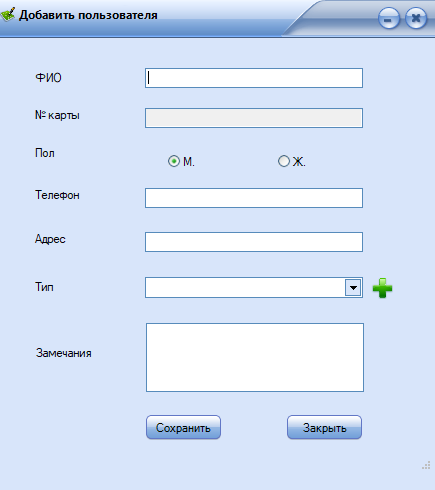 Добавить пользователя
ФИО
№ карты
Пол
М. Ж.
Телефон
Адрес
Тип
Замечания
Сохранить Закрыть